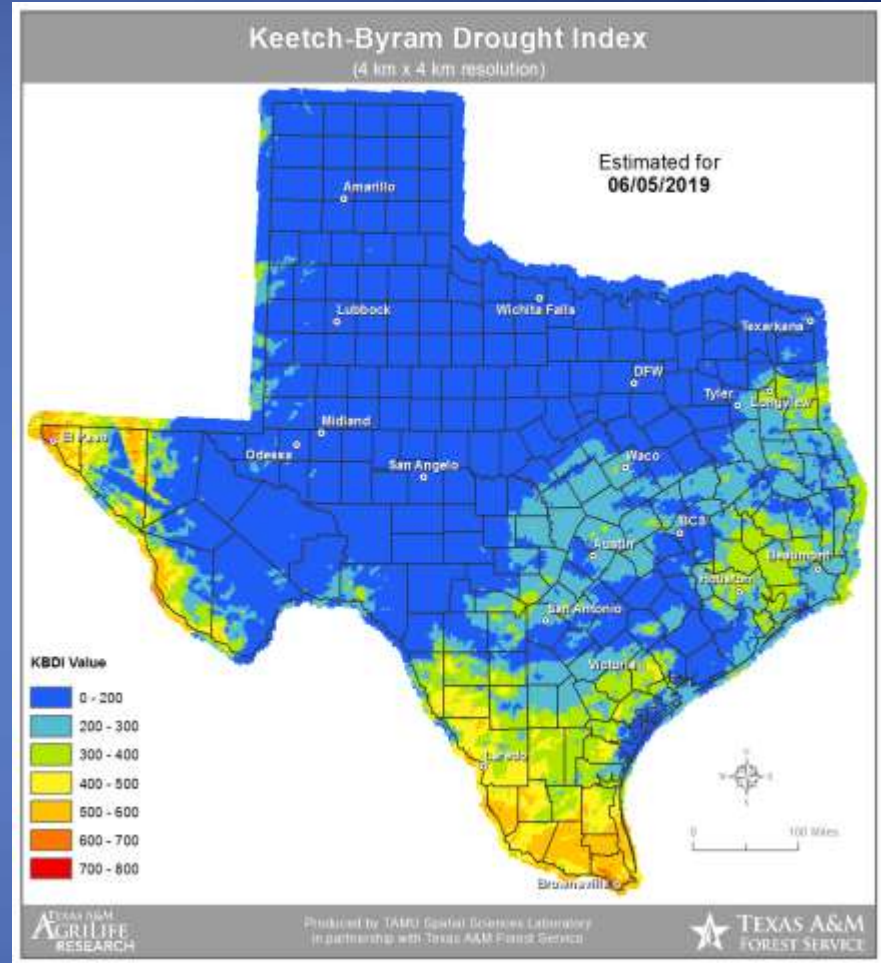 Keetch-Byram Drought Index
(4 km x 4 km resolution)
Estimated for
06/05/2019
Amarillo
Lubbock
Wichita Falls
Texarkana
DFW
Tyler
Longview
El Paso
Midland
Odessa
San Angelo
Waco
BCS
Austin
Beaumont
Houston
San Antonio
Victoria
Laredo
Brownsville
KBDI Value
0 - 200
200 - 300
300 - 400
400 - 500
500 - 600
600 - 700
700 - 800
0 100 Miles
TEXAS A&M
AGRILIFE
RESEARCH
Produced by TAMU Spatial Sciences Laboratory
in partnership with Texas A&M Forest Service
TEXAS A&M
FOREST SERVICE